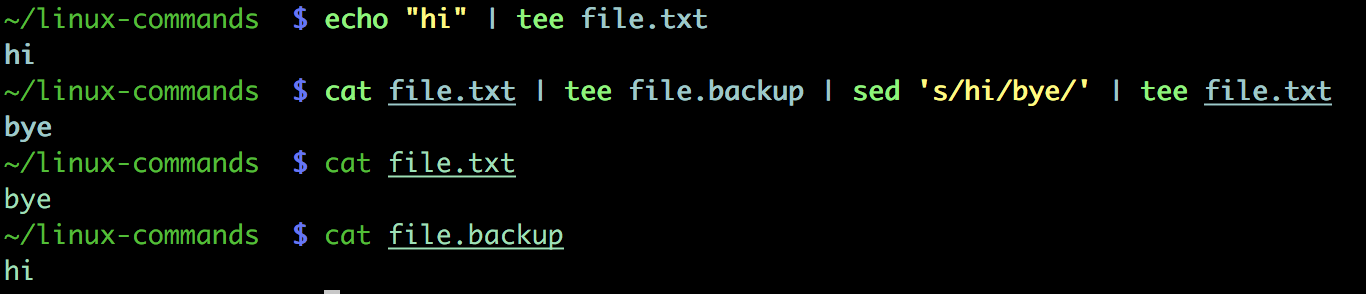 ~/linux-commands $ echo "hi" | tee file.txt
hi
~/linux-commands $ cat file.txt | tee file.backup | sed 's/hi/bye/' | tee file.txt
bye
~/linux-commands $ cat file.txt
bye
~/linux-commands $ cat file.backup
hi